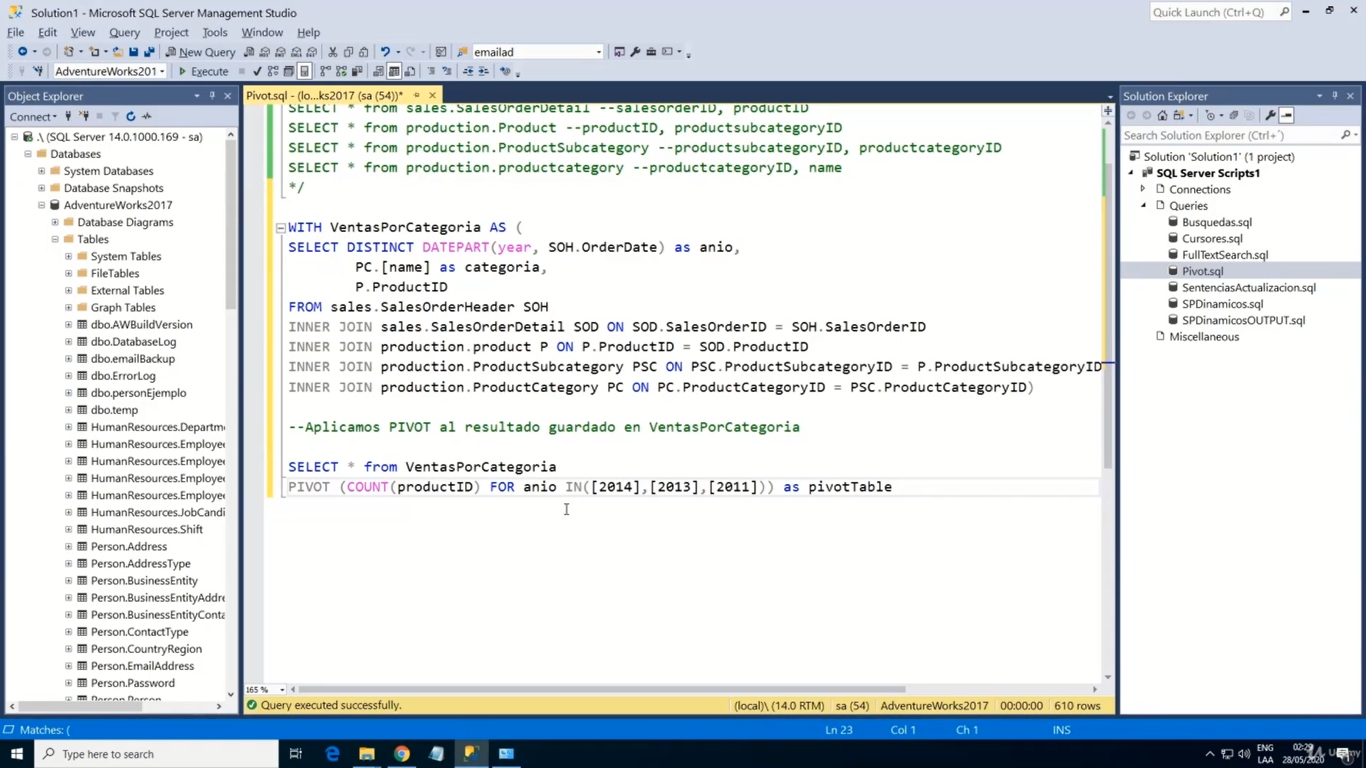 Solution1 - Microsoft SQL Server Management Studio
Quick Launch (Ctrl+Q)
File Edit View Query Project Tools Window Help
New Query
emailad
AdventureWorks201
Execute
Object Explorer
Connect
.\ (SQL Server 14.0.1000.169 - sa)
Databases
System Databases
Database Snapshots
AdventureWorks2017
Database Diagrams
Tables
System Tables
FileTables
External Tables
Graph Tables
dbo.AWBuildVersion
dbo.DatabaseLog
dbo.emailBackup
dbo.ErrorLog
dbo.personEjemplo
dbo.temp
HumanResources.Departm
HumanResources.Employee
HumanResources.Employee
HumanResources.Employee
HumanResources.JobCandi
HumanResources.Shift
Person.Address
Person.AddressType
Person.BusinessEntity
Person.BusinessEntityAddre
Person.BusinessEntityConta
Person.ContactType
Person.CountryRegion
Person.EmailAddress
Person.Password
Person.Person
Pivot.sql - (lo...ks2017 (sa (54))*
SELECT * from sales.SalesOrderDetail --salesorderID, productID
SELECT * from production.Product --productID, productsubcategoryID
SELECT * from production.ProductSubcategory --productsubcategoryID, productcategoryID
SELECT * from production.productcategory --productcategoryID, name
*/
WITH VentasPorCategoria AS (
SELECT DISTINCT DATEPART(year, SOH.OrderDate) as anio,
PC.[name] as categoria,
P.ProductID
FROM sales.SalesOrderHeader SOH
INNER JOIN sales.SalesOrderDetail SOD ON SOD.SalesOrderID = SOH.SalesOrderID
INNER JOIN production.product P ON P.ProductID = SOD.ProductID
INNER JOIN production.ProductSubcategory PSC ON PSC.ProductSubcategoryID = P.ProductSubcategoryID
INNER JOIN production.ProductCategory PC ON PC.ProductCategoryID = PSC.ProductCategoryID)
--Aplicamos PIVOT al resultado guardado en VentasPorCategoria
SELECT * from VentasPorCategoria
PIVOT (COUNT(productID) FOR anio IN([2014],[2013],[2011])) as pivotTable
165 %
Query executed successfully.
(local)\ (14.0 RTM) sa (54) AdventureWorks2017 00:00:00 610 rows
Solution Explorer
Search Solution Explorer (Ctrl+´)
Solution 'Solution1' (1 project)
SQL Server Scripts1
Connections
Queries
Busquedas.sql
Cursores.sql
FullTextSearch.sql
Pivot.sql
SentenciasActualizacion.sql
SPDinamicos.sql
SPDinamicosOUTPUT.sql
Miscellaneous
Matches: (
Ln 23 Col 1 Ch 1 INS
Type here to search
ENG
LAA
28/05/2020
Udemy